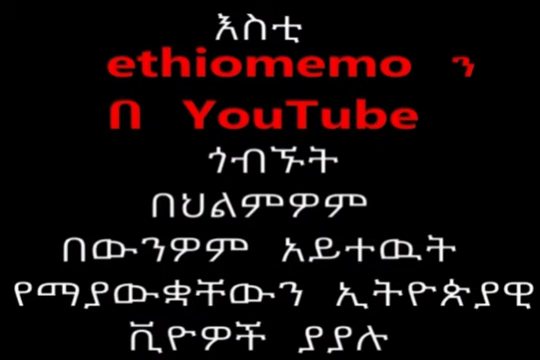 እስቲ
ethiomemo ን
በ YouTube
ጎብኙት
በህልምዎም
በውንዎም አይተዉት
የማያውቋቸውን ኢትዮጵያዊ
ቪዮዎች ያያሉ